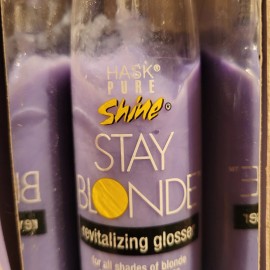 HASK®
PURE
Shine®
STAY
BLONDE
revitalizing glosser
for all shades of blonde